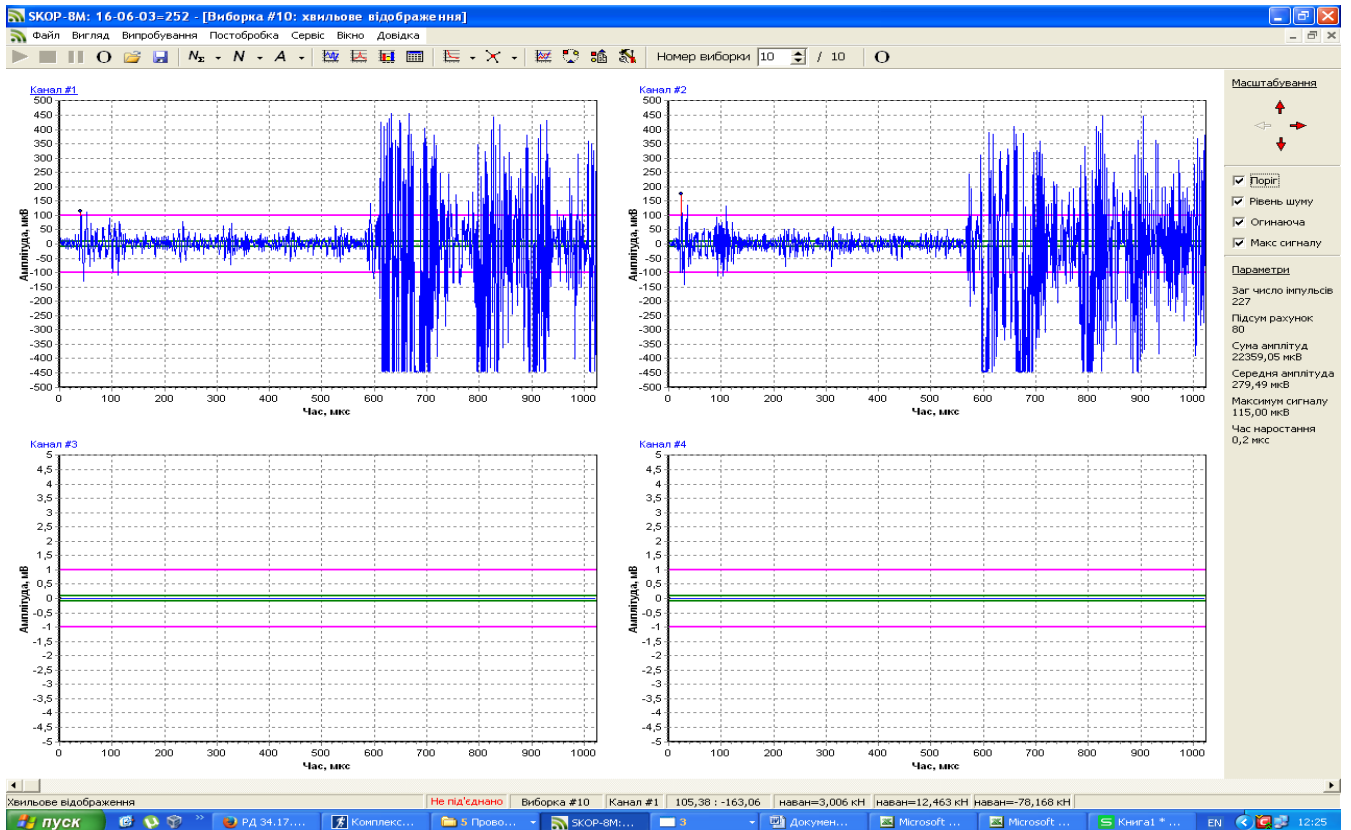 SKOP-8M: 16-06-03=252 - [Виборка #10: хвильове відображення]
Файл Вигляд Випробування Постобробка Сервіс Вікно Довідка
NΣ N A Номер виборки 10 / 10
Канал #1
500
450
400
350
300
250
200
150
100
50
0
-50
-100
-150
-200
-250
-300
-350
-400
-450
-500
Амплітуда, мкВ
0 100 200 300 400 500 600 700 800 900 1000
Час, мкс
Канал #2
500
450
400
350
300
250
200
150
100
50
0
-50
-100
-150
-200
-250
-300
-350
-400
-450
-500
Амплітуда, мкВ
0 100 200 300 400 500 600 700 800 900 1000
Час, мкс
Канал #3
5
4,5
4
3,5
3
2,5
2
1,5
1
0,5
0
-0,5
-1
-1,5
-2
-2,5
-3
-3,5
-4
-4,5
-5
Амплітуда, мВ
0 100 200 300 400 500 600 700 800 900 1000
Час, мкс
Канал #4
5
4,5
4
3,5
3
2,5
2
1,5
1
0,5
0
-0,5
-1
-1,5
-2
-2,5
-3
-3,5
-4
-4,5
-5
Амплітуда, мВ
0 100 200 300 400 500 600 700 800 900 1000
Час, мкс
Масштабування
Поріг
Рівень шуму
Огинаюча
Макс сигналу
Параметри
Заг число імпульсів
227
Підсум рахунок
80
Сума амплітуд
22359,05 мкВ
Середня амплітуда
279,49 мкВ
Максимум сигналу
115,00 мкВ
Час наростання
0,2 мкс
Хвильове відображення Не під'єднано Виборка #10 Канал #1 105,38 : -163,06 наван=3,006 кН наван=12,463 кН наван=-78,168 кН
пуск РД 34.17.... Комплекс... 5 Прово... SKOP-8M:... 3 Докумен... Microsoft ... Microsoft ... Книга1 * ... EN 12:25